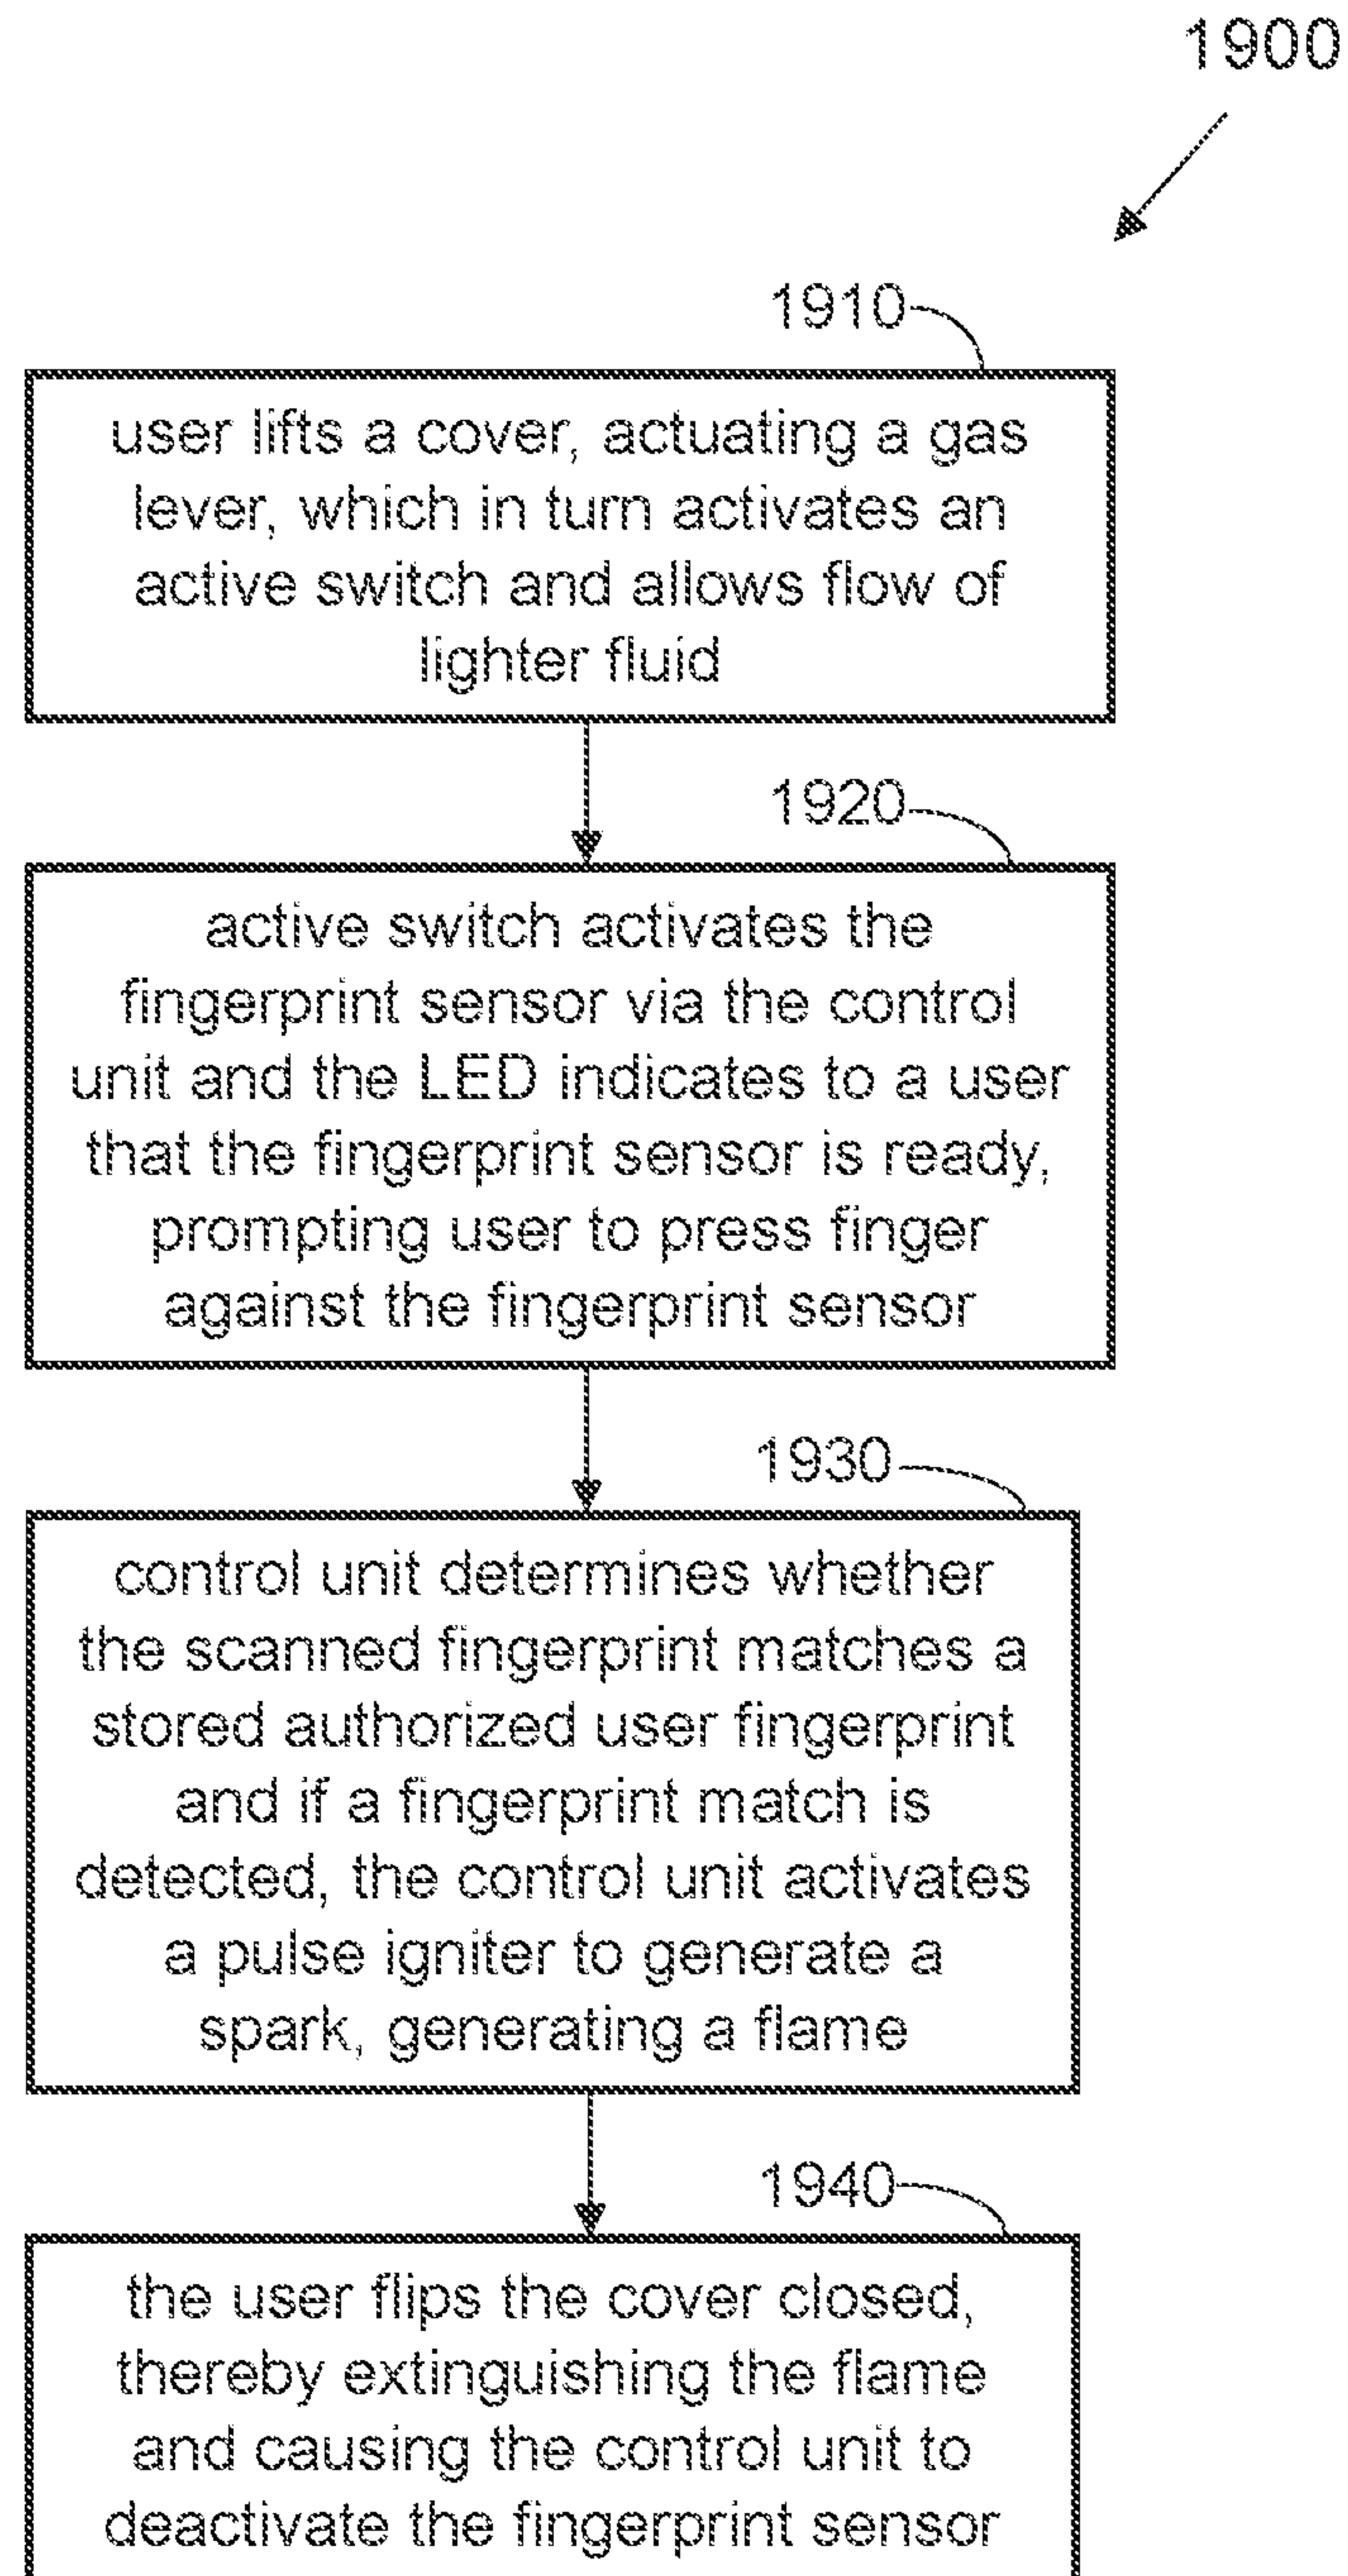 1900
1910
user lifts a cover, actuating a gas
lever, which in turn activates an
active switch and allows flow of
lighter fluid
1920
active switch activates the
fingerprint sensor via the control
unit and the LED indicates to a user
that the fingerprint sensor is ready,
prompting user to press finger
against the fingerprint sensor
1930
control unit determines whether
the scanned fingerprint matches a
stored authorized user fingerprint
and if a fingerprint match is
detected, the control unit activates
a pulse igniter to generate a
spark, generating a flame
1940
the user flips the cover closed,
thereby extinguishing the flame
and causing the control unit to
deactivate the fingerprint sensor